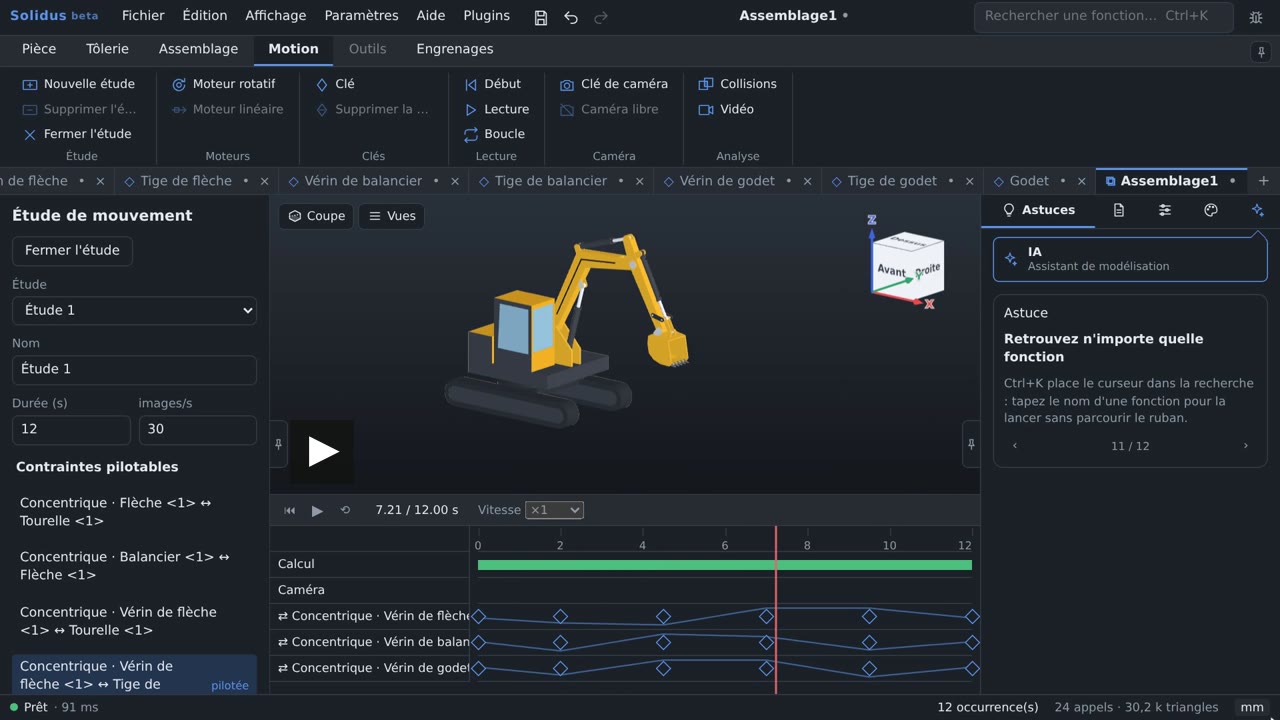 Solidus beta Fichier Édition Affichage Paramètres Aide Plugins Assemblage1 • Rechercher une fonction… Ctrl+K
Pièce Tôlerie Assemblage Motion Outils Engrenages
Nouvelle étude Moteur rotatif Clé Début Clé de caméra Collisions
Supprimer l'é… Moteur linéaire Supprimer la … Lecture Caméra libre Vidéo
Fermer l'étude Boucle
Étude Moteurs Clés Lecture Caméra Analyse
n de flèche • × Tige de flèche • × Vérin de balancier • × Tige de balancier • × Vérin de godet • × Tige de godet • × Godet • × Assemblage1 • +
Étude de mouvement
Fermer l'étude
Étude
Étude 1
Nom
Étude 1
Durée (s) images/s
12 30
Contraintes pilotables
Concentrique · Flèche <1> ↔
Tourelle <1>
Concentrique · Balancier <1> ↔
Flèche <1>
Concentrique · Vérin de flèche
<1> ↔ Tourelle <1>
Concentrique · Vérin de
flèche <1> ↔ Tige de pilotée
Coupe Vues
Z
Dessus
Avant Droite
Y
X
7.21 / 12.00 s Vitesse ×1
0 2 4 6 8 10 12
Calcul
Caméra
⇄ Concentrique · Vérin de flèche
⇄ Concentrique · Vérin de balan
⇄ Concentrique · Vérin de godet
Astuces
IA
Assistant de modélisation
Astuce
Retrouvez n'importe quelle
fonction
Ctrl+K place le curseur dans la recherche
: tapez le nom d'une fonction pour la
lancer sans parcourir le ruban.
‹ 11 / 12 ›
Prêt · 91 ms 12 occurrence(s) 24 appels · 30,2 k triangles mm